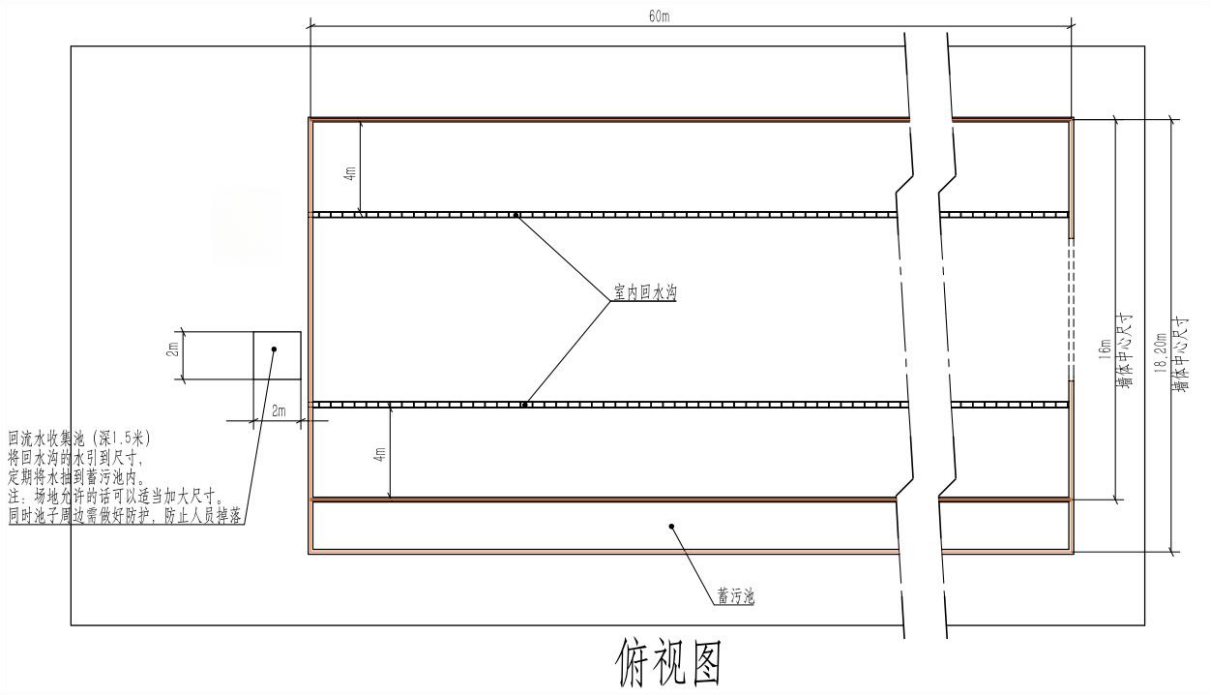 60m
4m
室内回水沟
2m
2m
16m
墙体中心尺寸
18.20m
墙体中心尺寸
回流水收集池（深1.5米）
将回水沟的水引到尺寸，
定期将水抽到蓄污池内。
注：场地允许的话可以适当加大尺寸。
同时池子周边需做好防护，防止人员掉落
4m
蓄污池
俯视图